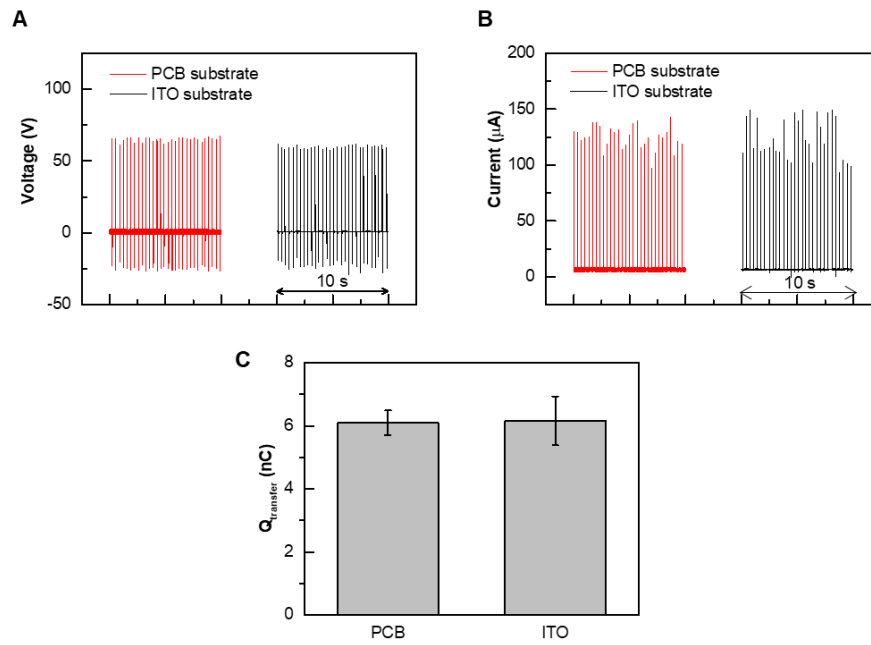 A
PCB substrate
ITO substrate
Voltage (V)
100
50
0
-50
10 s
B
PCB substrate
ITO substrate
Current (μA)
200
150
100
50
0
10 s
C
Qtransfer (nC)
8
6
4
2
0
PCB
ITO